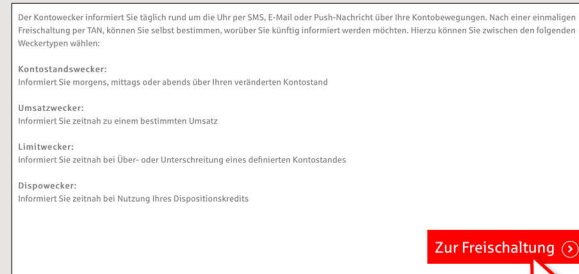 Der Kontowecker informiert Sie täglich rund um die Uhr per SMS, E-Mail oder Push-Nachricht über Ihre Kontobewegungen. Nach einer einmaligen
Freischaltung per TAN, können Sie selbst bestimmen, worüber Sie künftig informiert werden möchten. Hierzu können Sie zwischen den folgenden
Weckertypen wählen:
Kontostandswecker:
Informiert Sie morgens, mittags oder abends über Ihren veränderten Kontostand
Umsatzwecker:
Informiert Sie zeitnah zu einem bestimmten Umsatz
Limitwecker:
Informiert Sie zeitnah bei Über- oder Unterschreitung eines definierten Kontostandes
Dispowecker:
Informiert Sie zeitnah bei Nutzung Ihres Dispositionskredits
Zur Freischaltung